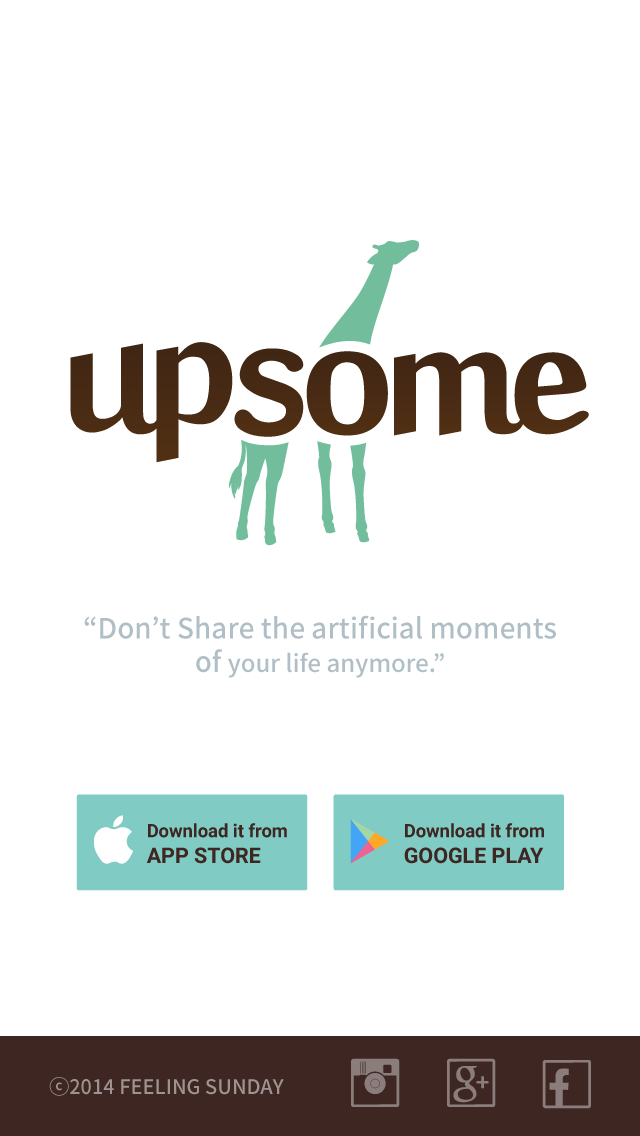 upsome
“Don’t Share the artificial moments
of your life anymore.”
Download it from
APP STORE
Download it from
GOOGLE PLAY
ⓒ2014 FEELING SUNDAY
g+
f